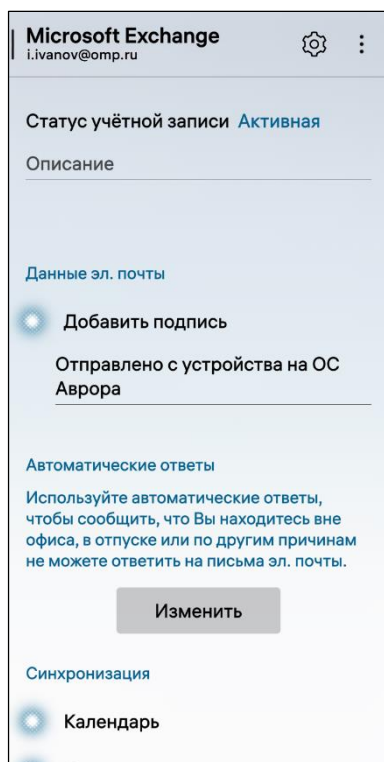 Microsoft Exchange
i.ivanov@omp.ru
Статус учётной записи Активная
Описание
Данные эл. почты
Добавить подпись
Отправлено с устройства на ОС
Аврора
Автоматические ответы
Используйте автоматические ответы,
чтобы сообщить, что Вы находитесь вне
офиса, в отпуске или по другим причинам
не можете ответить на письма эл. почты.
Изменить
Синхронизация
Календарь